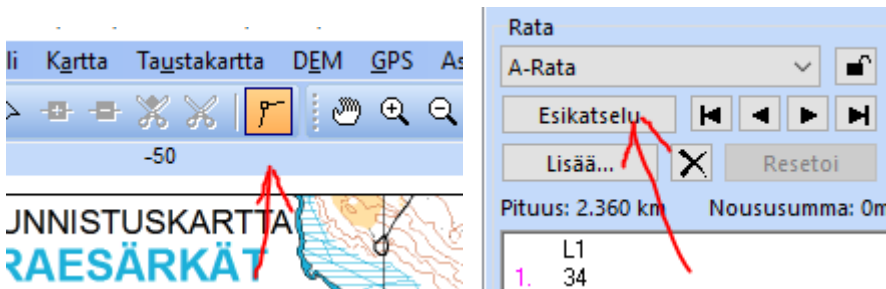 li Kartta Taustakartta DEM GPS As
-50
UNNISTUSKARTTA
RAESÄRKÄT
Rata
A-Rata
Esikatselu
Lisää... Resetoi
Pituus: 2.360 km Noususumma: 0m
L1
1. 34